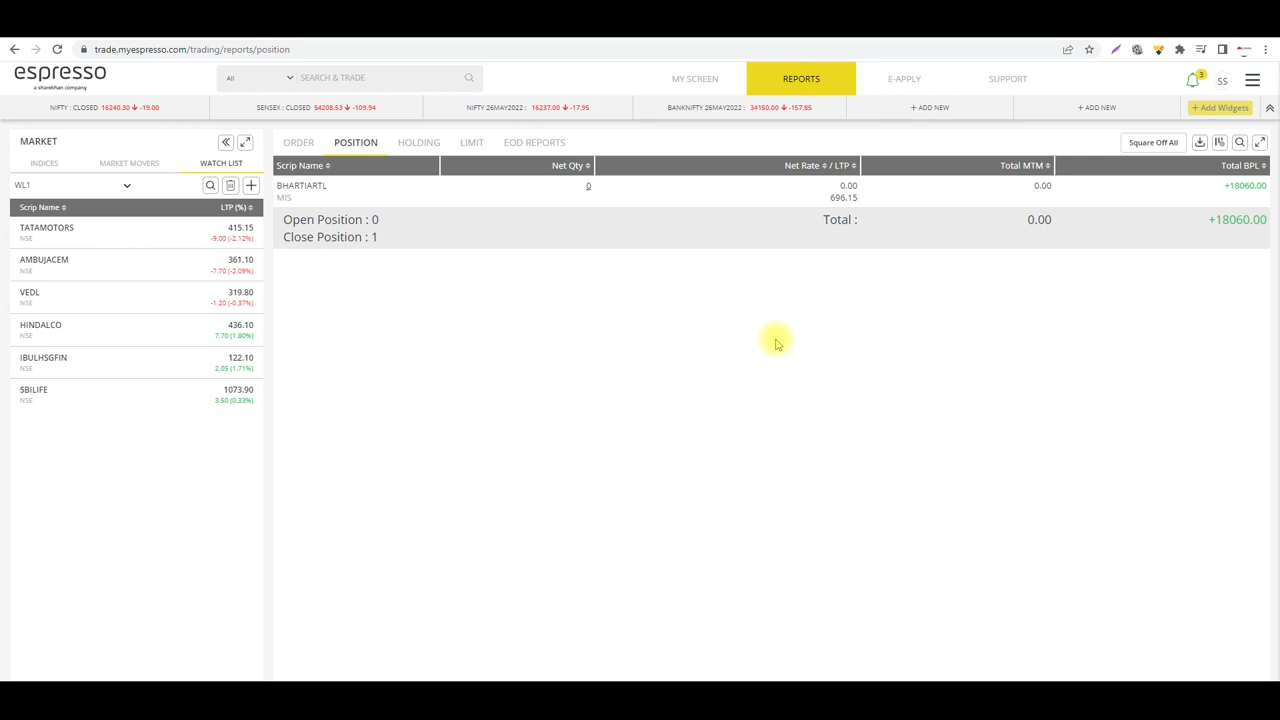 trade.myespresso.com/trading/reports/position
espresso
a sharekhan company
All
SEARCH & TRADE
MY SCREEN
REPORTS
E-APPLY
SUPPORT
3
SS
NIFTY : CLOSED 16240.30 -19.00
SENSEX : CLOSED 54208.53 -109.94
NIFTY 26MAY2022 : 16237.00 -17.95
BANKNIFTY 26MAY2022 : 34150.00 -157.85
+ ADD NEW
+ ADD NEW
+ Add Widgets
MARKET
INDICES
MARKET MOVERS
WATCH LIST
WL1
Scrip Name LTP (%)
TATAMOTORS 415.15
NSE -9.00 (-2.12%)
AMBUJACEM 361.10
NSE -7.70 (-2.09%)
VEDL 319.80
NSE -1.20 (-0.37%)
HINDALCO 436.10
NSE 7.70 (1.80%)
IBULHSGFIN 122.10
NSE 2.05 (1.71%)
SBILIFE 1073.90
NSE 3.50 (0.33%)
ORDER
POSITION
HOLDING
LIMIT
EOD REPORTS
Square Off All
Scrip Name Net Qty Net Rate / LTP Total MTM Total BPL
BHARTIARTL 0 0.00 0.00 +18060.00
MIS 696.15
Open Position : 0 Total : 0.00 +18060.00
Close Position : 1